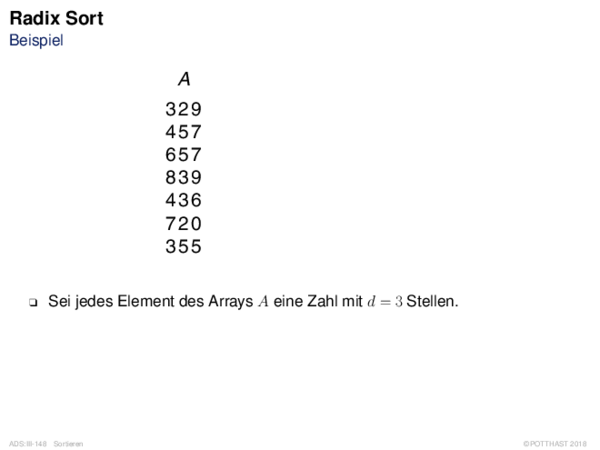 Radix Sort
Beispiel
A
329
457
657
839
436
720
355
❑ Sei jedes Element des Arrays A eine Zahl mit d = 3 Stellen.
ADS:III-148 Sortieren
©POTTHAST 2018